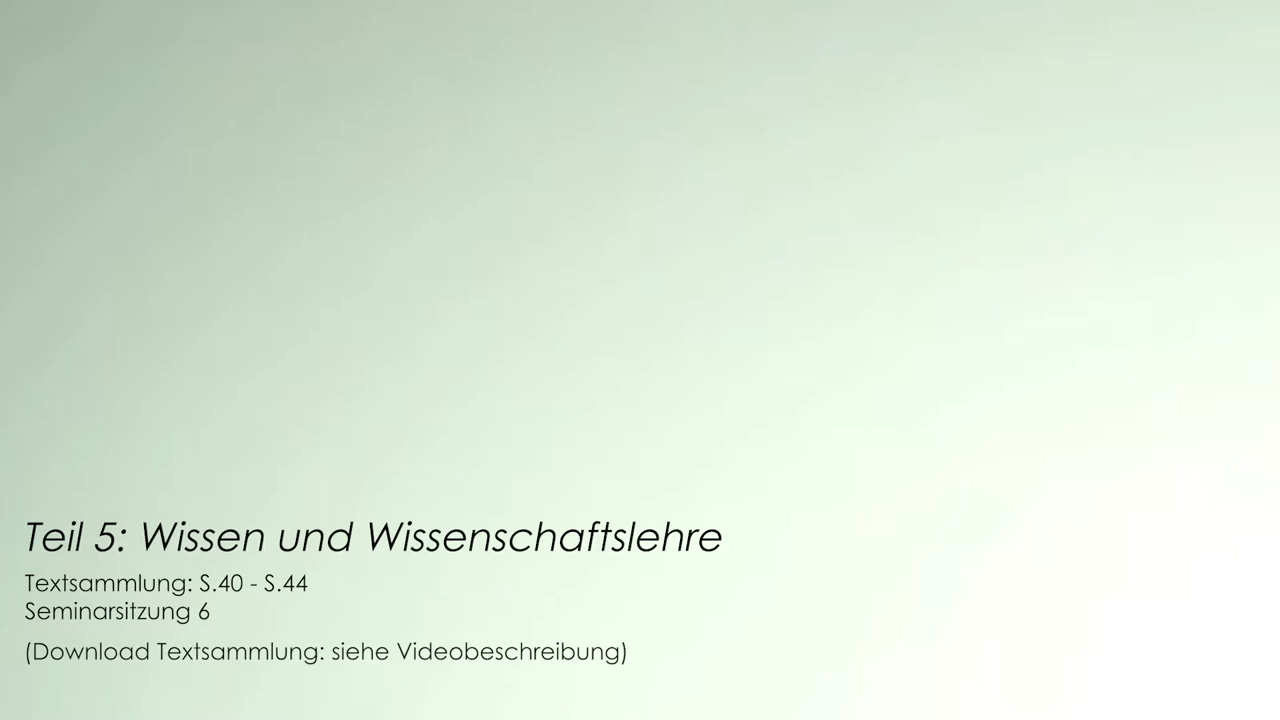 Teil 5: Wissen und Wissenschaftslehre
Textsammlung: S.40 - S.44
Seminarsitzung 6
(Download Textsammlung: siehe Videobeschreibung)